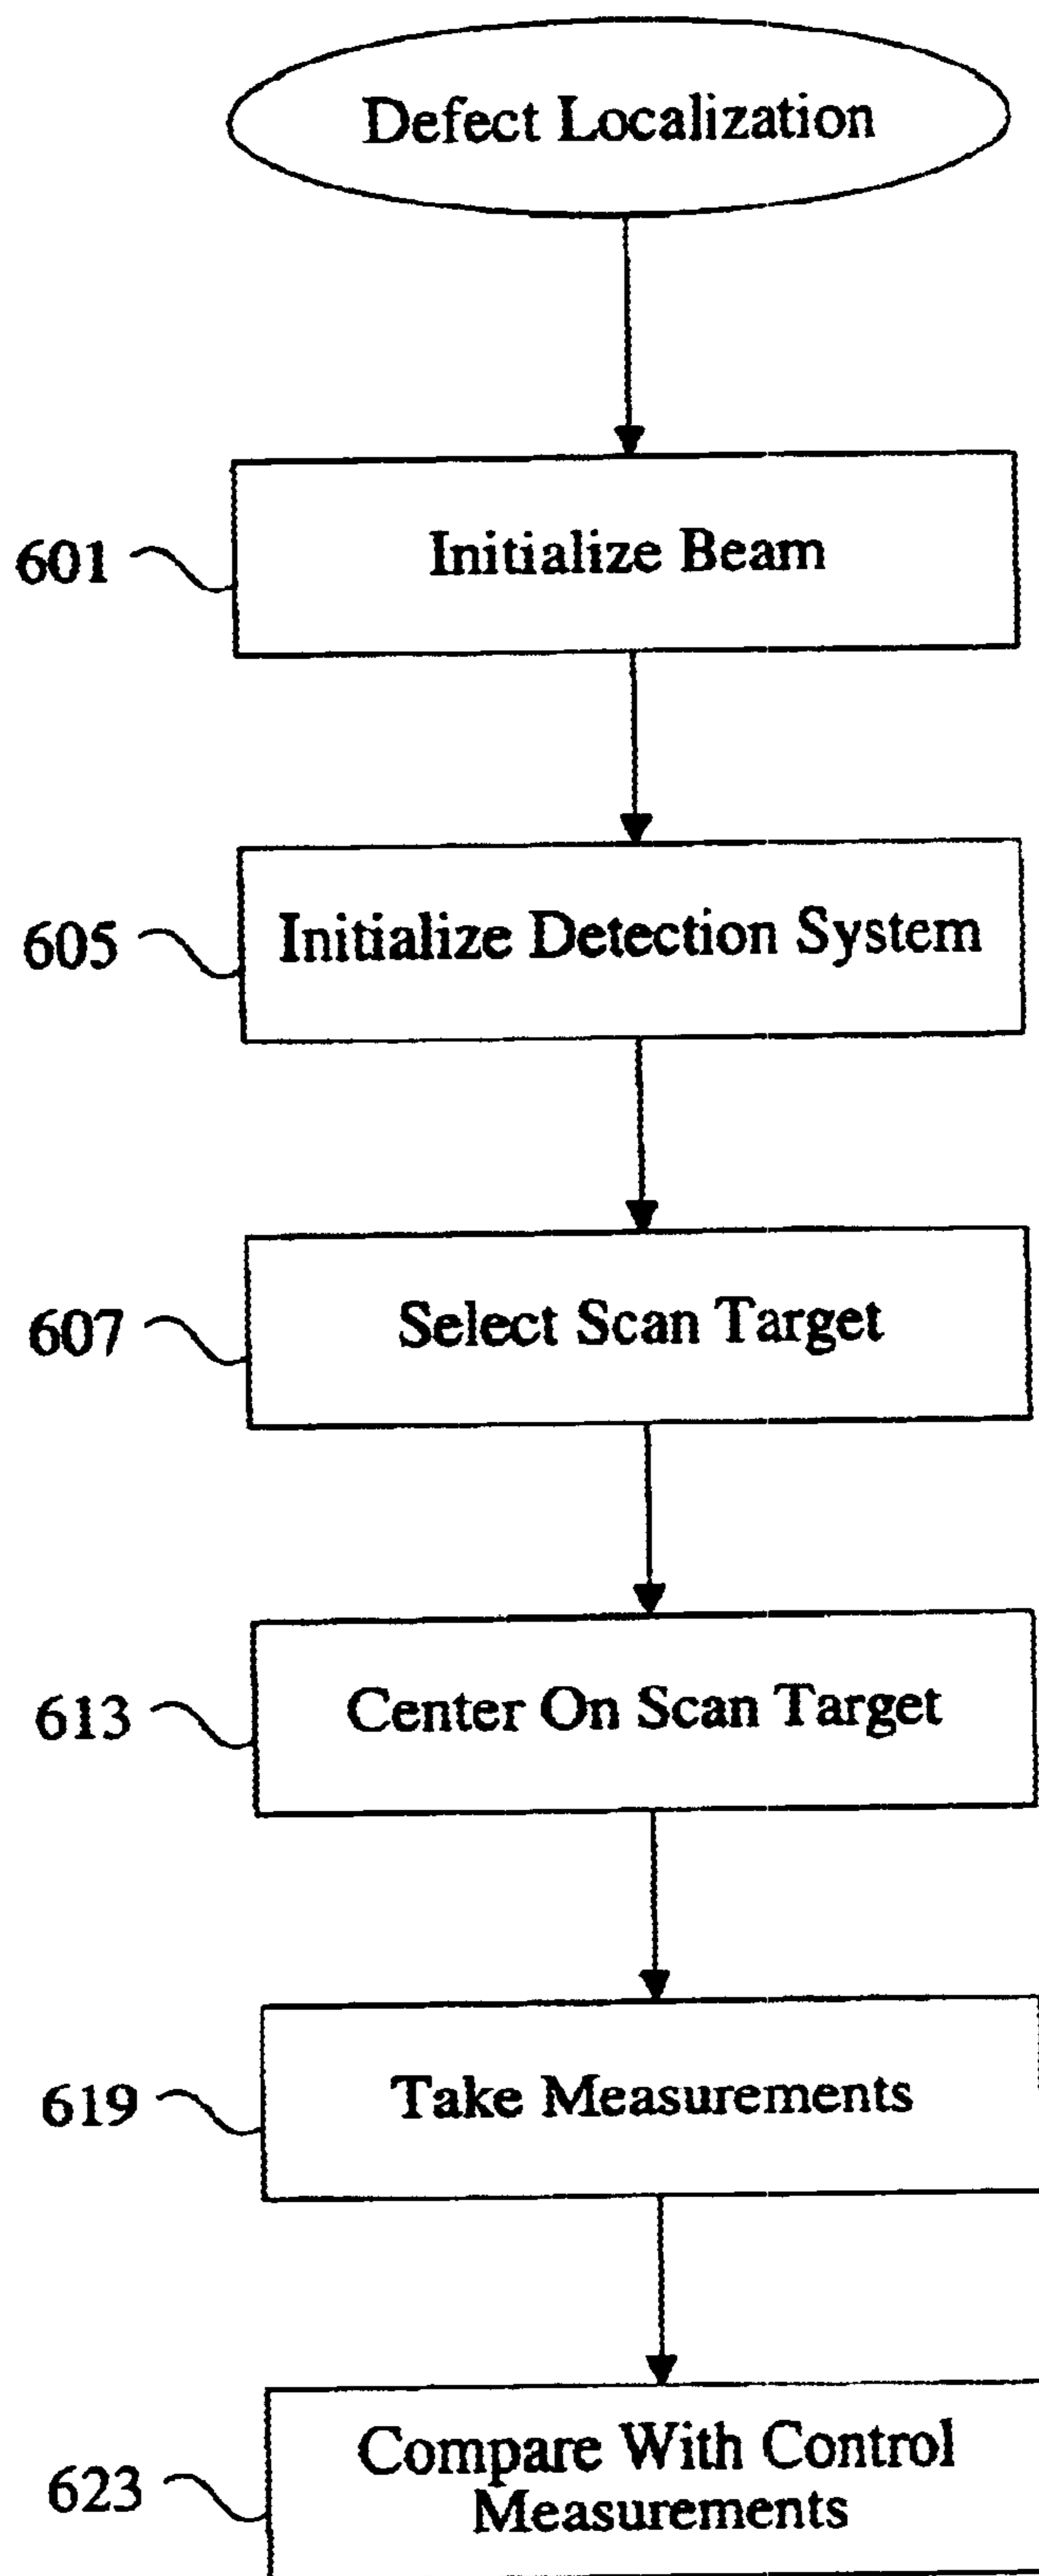 Defect Localization
601
Initialize Beam
605
Initialize Detection System
607
Select Scan Target
613
Center On Scan Target
619
Take Measurements
623
Compare With Control
Measurements